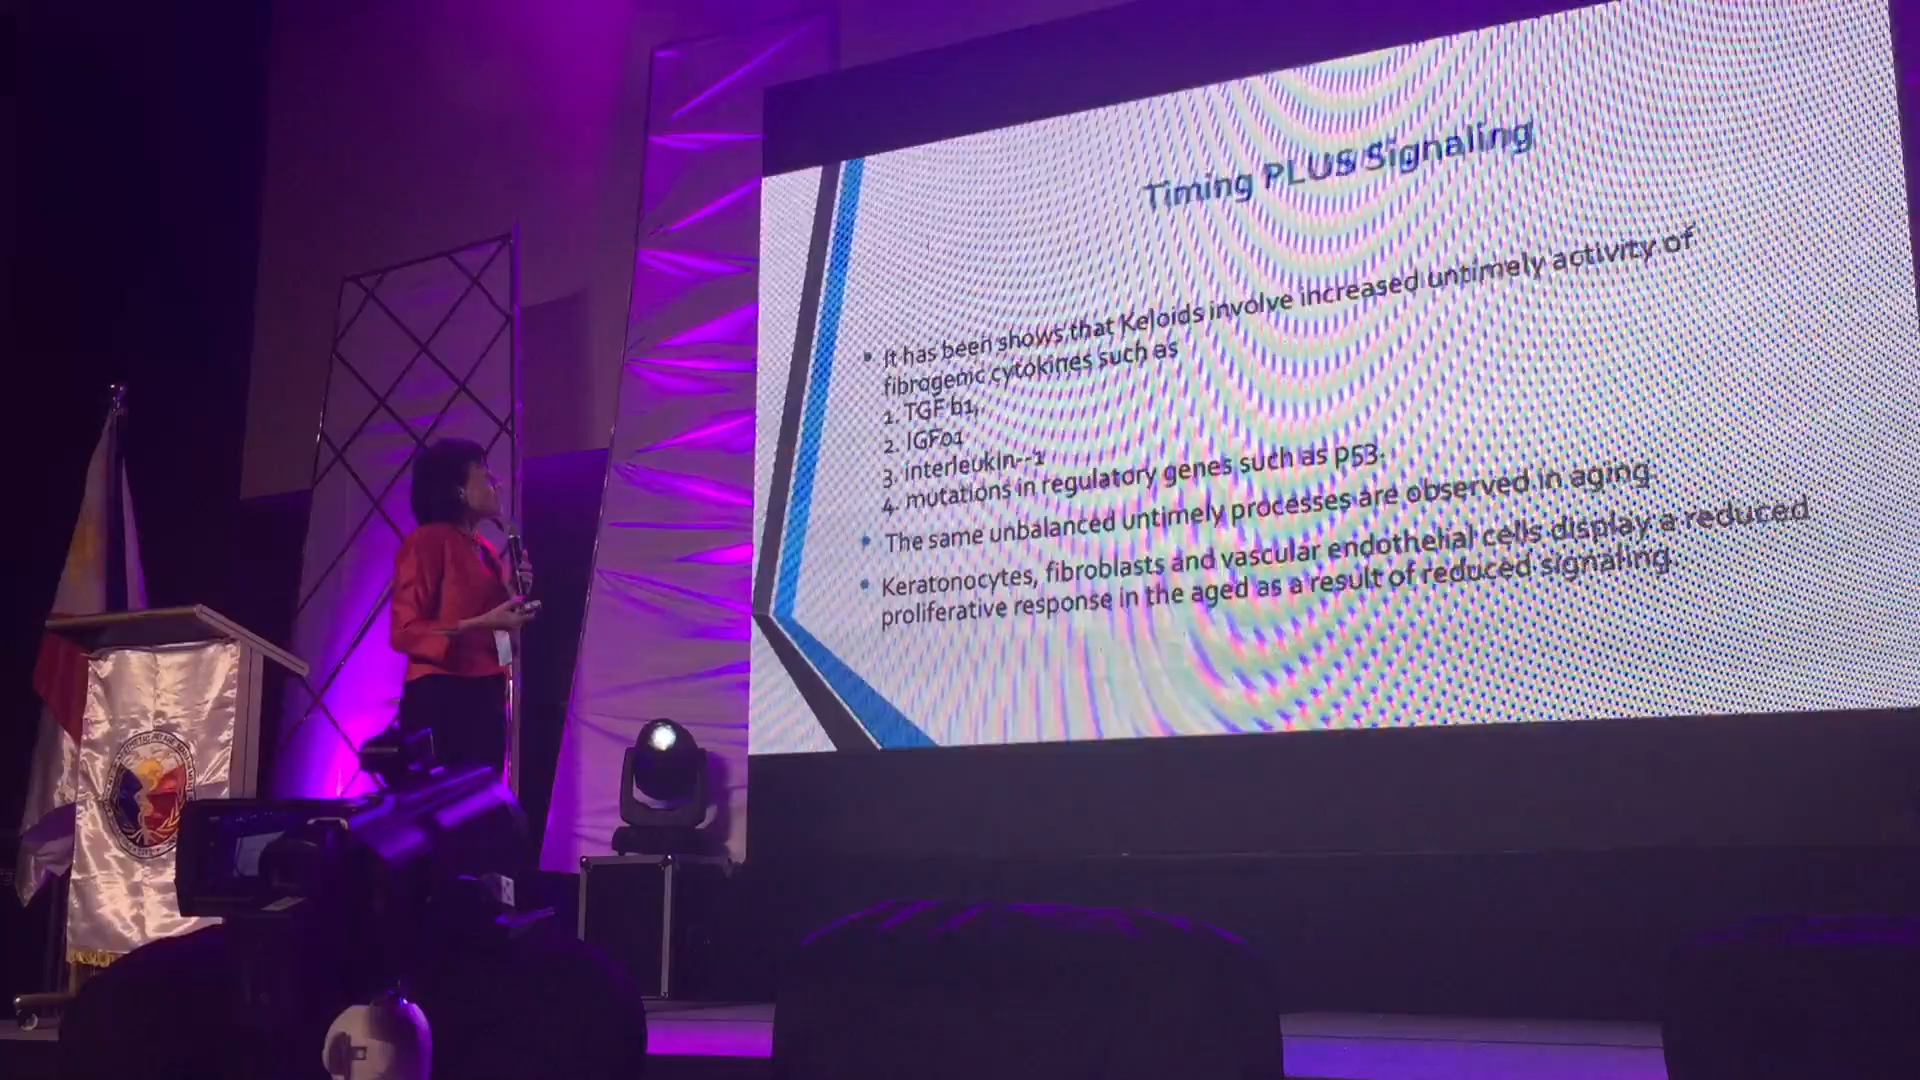 Timing PLUS Signaling
It has been shows that Keloids involve increased untimely activity of
fibrogemc cytokines such as
1. TGF b1,
2. IGF01
3. interleukin--1
4. mutations in regulatory genes such as p53.
The same unbalanced untimely processes are observed in aging
Keratonocytes, fibroblasts and vascular endothelial cells display a reduced
proliferative response in the aged as a result of reduced signaling